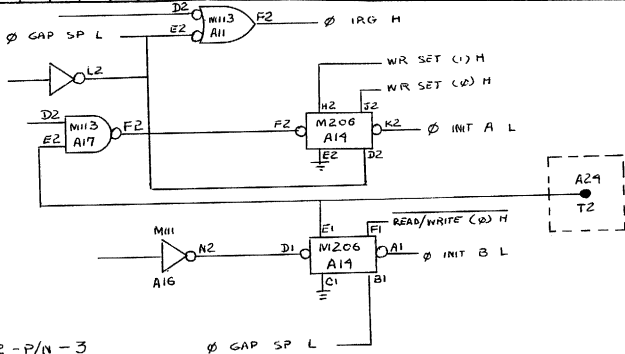 D2
M113
A11
F2
Ø IRG H
Ø GAP SP L
E2
L2
WR SET (1) H
WR SET (Ø) H
H2
J2
D2
M113
A17
F2
E2
F2
M206
A14
K2
Ø INIT A L
E2
D2
A24
T2
E1
F1
READ/WRITE (Ø) H
M111
N2
A16
D1
M206
A14
A1
Ø INIT B L
C1
B1
2-P/N-3
Ø GAP SP L